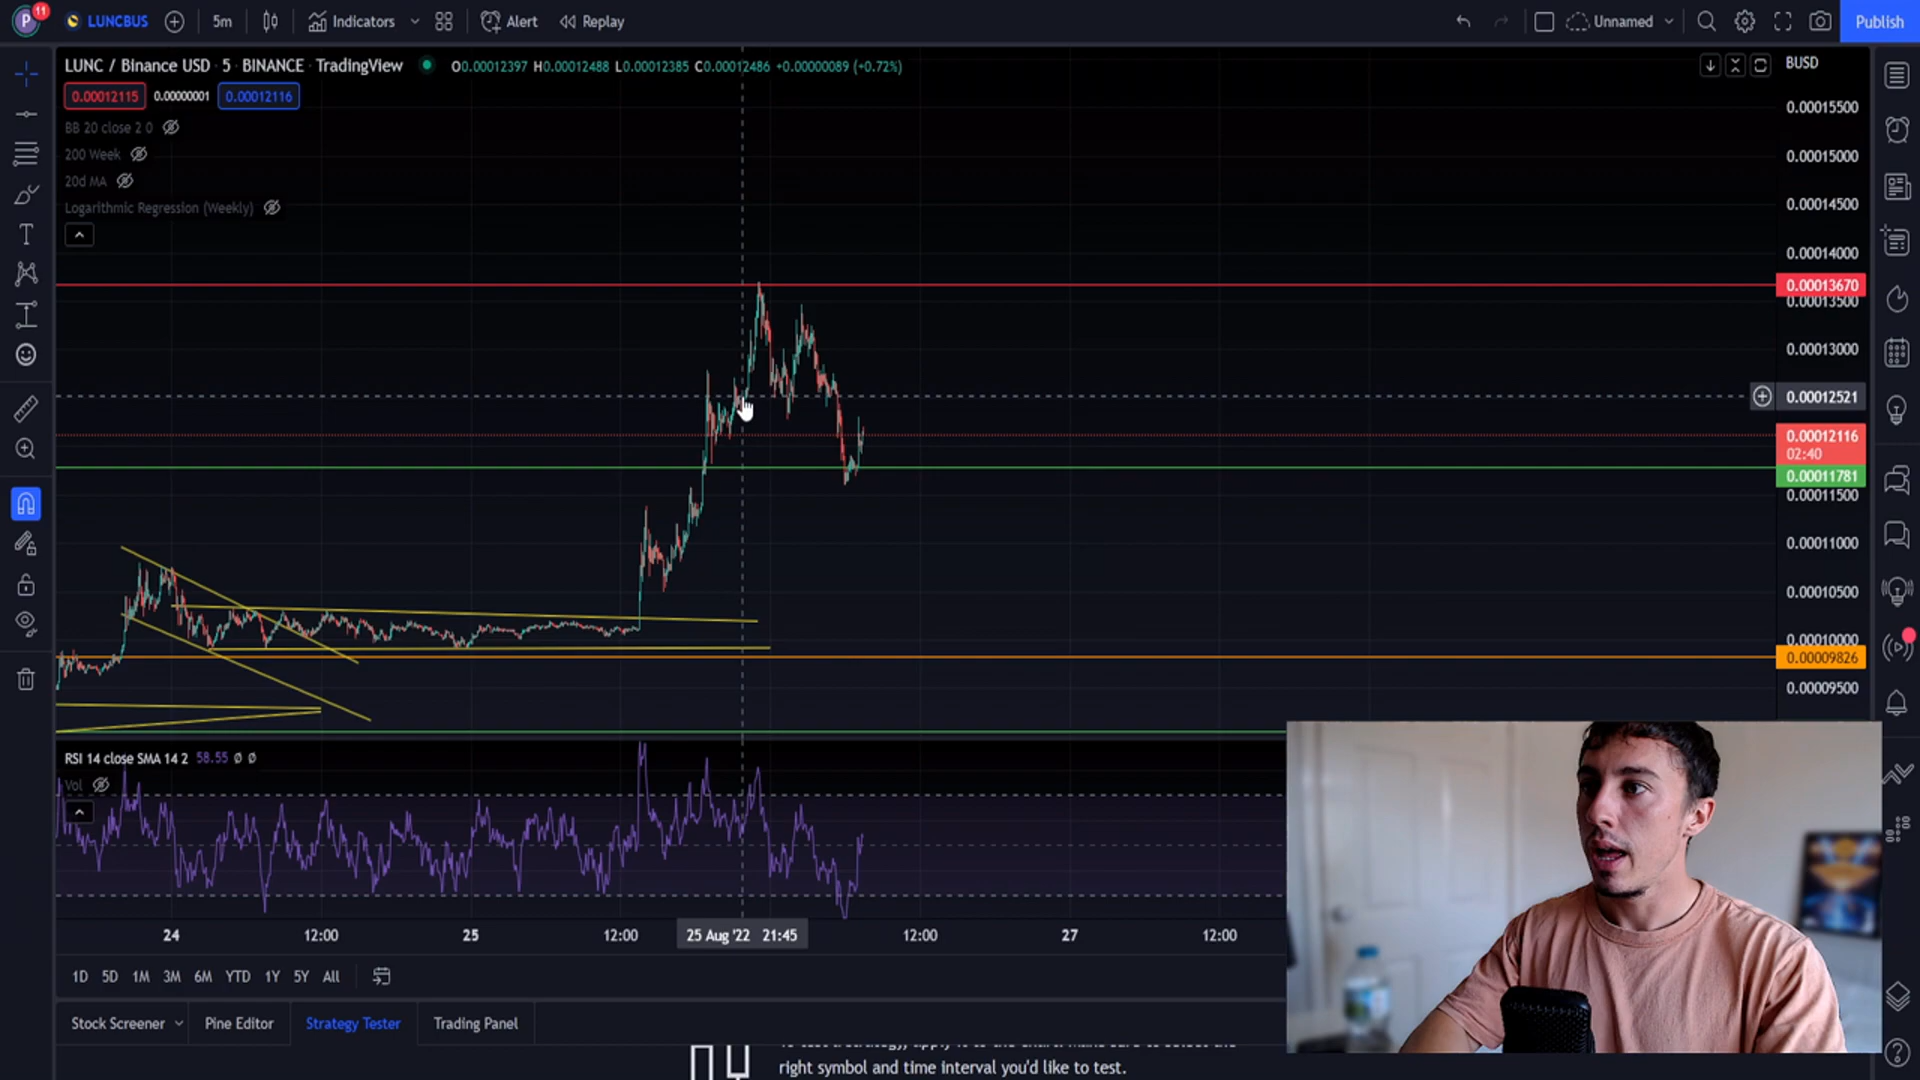 P 11 LUNCBUS 5m Indicators Alert Replay Unnamed Publish
LUNC / Binance USD · 5 · BINANCE · TradingView O0.00012397 H0.00012488 L0.00012385 C0.00012486 +0.00000089 (+0.72%) BUSD
0.00012115 0.00000001 0.00012116
BB 20 close 2 0
200 Week
20d MA
Logarithmic Regression (Weekly)
0.00015500
0.00015000
0.00014500
0.00014000
0.00013670
0.00013500
0.00013000
0.00012521
0.00012116
02:40
0.00011781
0.00011500
0.00011000
0.00010500
0.00010000
0.00009826
0.00009500
RSI 14 close SMA 14 2 58.55 Ø Ø
Vol
24 12:00 25 12:00 25 Aug '22 21:45 12:00 27 12:00
1D 5D 1M 3M 6M YTD 1Y 5Y All
Stock Screener Pine Editor Strategy Tester Trading Panel
right symbol and time interval you'd like to test.